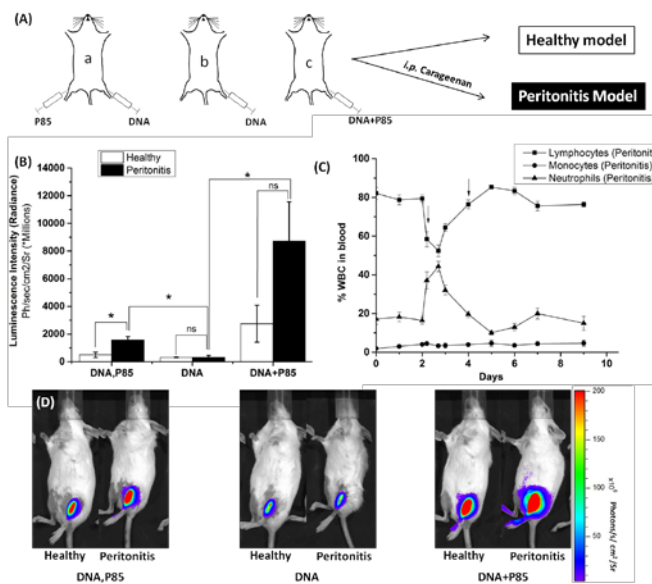 (A)
a
b
c
P85
DNA
DNA
DNA+P85
i.p. Carageenan
Healthy model
Peritonitis Model
(B)
Healthy
Peritonitis
Luminescence Intensity (Radiance)
Ph/sec/cm2/Sr (*Millions)
14000
12000
10000
8000
6000
4000
2000
0
*
*
ns
*
ns
DNA,P85
DNA
DNA+P85
(C)
Lymphocytes (Peritoni
Monocytes (Peritonitis)
Neutrophils (Peritonitis
% WBC in blood
100
80
60
40
20
0
0 2 4 6 8 10
Days
(D)
Healthy Peritonitis
DNA,P85
Healthy Peritonitis
DNA
Healthy Peritonitis
DNA+P85
200
150
100
50
0
Photons/s/ cm²/Sr